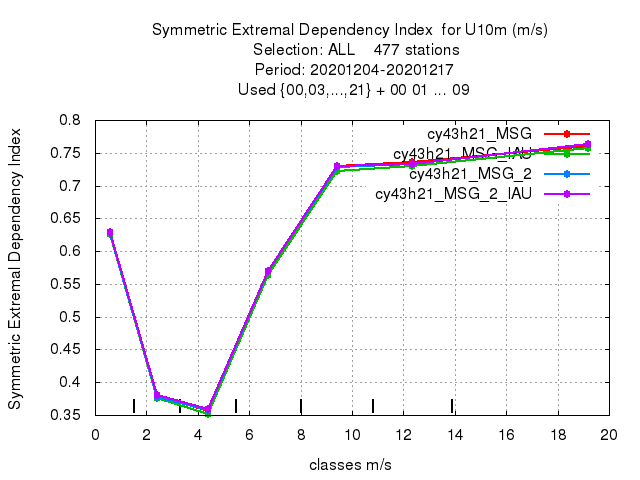 Symmetric Extremal Dependency Index  for U10m (m/s)
Selection: ALL    477 stations
Period: 20201204-20201217
Used {00,03,...,21} + 00 01 ... 09
Symmetric Extremal Dependency Index
0.8
0.75
0.7
0.65
0.6
0.55
0.5
0.45
0.4
0.35
cy43h21_MSG
cy43h21_MSG_IAU
cy43h21_MSG_2
cy43h21_MSG_2_IAU
0 2 4 6 8 10 12 14 16 18 20
classes m/s